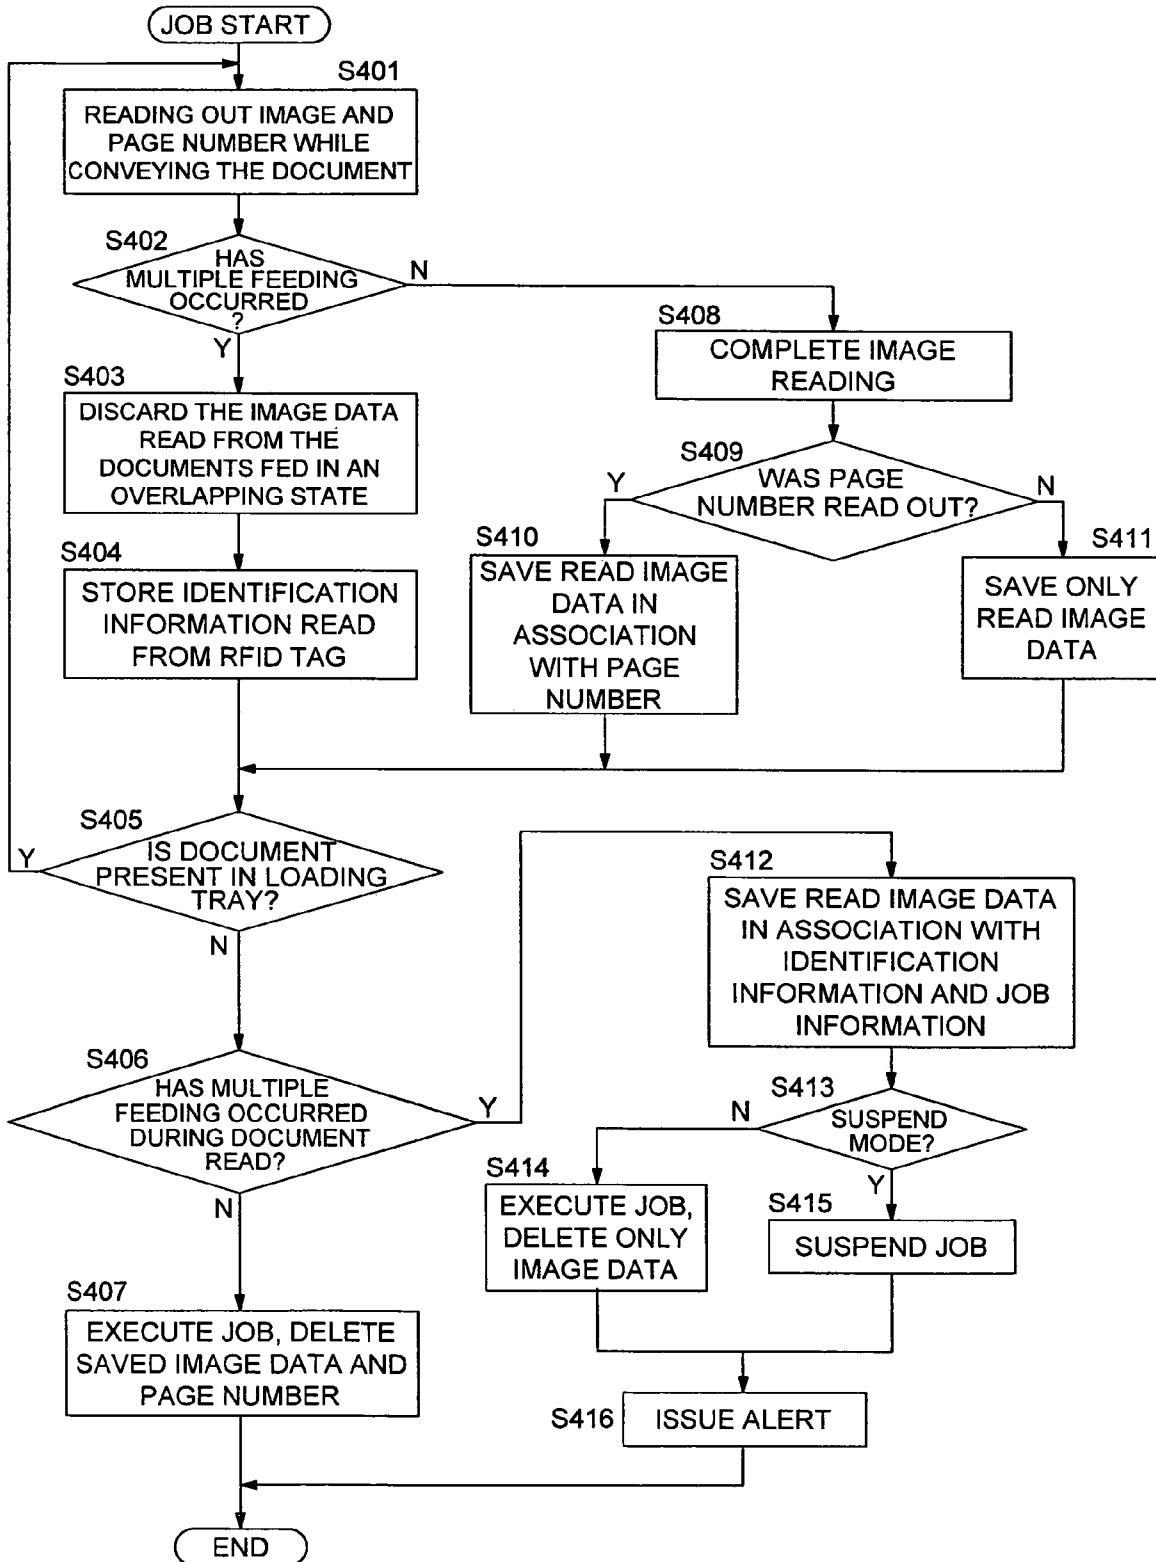 JOB START
S401
READING OUT IMAGE AND
PAGE NUMBER WHILE
CONVEYING THE DOCUMENT
S402
HAS
MULTIPLE FEEDING
OCCURRED
?
N
Y
S408
COMPLETE IMAGE
READING
S403
DISCARD THE IMAGE DATA
READ FROM THE
DOCUMENTS FED IN AN
OVERLAPPING STATE
S409
WAS PAGE
NUMBER READ OUT?
Y
N
S404
STORE IDENTIFICATION
INFORMATION READ
FROM RFID TAG
S410
SAVE READ IMAGE
DATA IN
ASSOCIATION
WITH PAGE
NUMBER
S411
SAVE ONLY
READ IMAGE
DATA
S405
IS DOCUMENT
PRESENT IN LOADING
TRAY?
Y
N
S412
SAVE READ IMAGE DATA
IN ASSOCIATION WITH
IDENTIFICATION
INFORMATION AND JOB
INFORMATION
S406
HAS MULTIPLE
FEEDING OCCURRED
DURING DOCUMENT
READ?
Y
N
S413
SUSPEND
MODE?
N
Y
S414
EXECUTE JOB,
DELETE ONLY
IMAGE DATA
S415
SUSPEND JOB
S407
EXECUTE JOB, DELETE
SAVED IMAGE DATA AND
PAGE NUMBER
S416
ISSUE ALERT
END